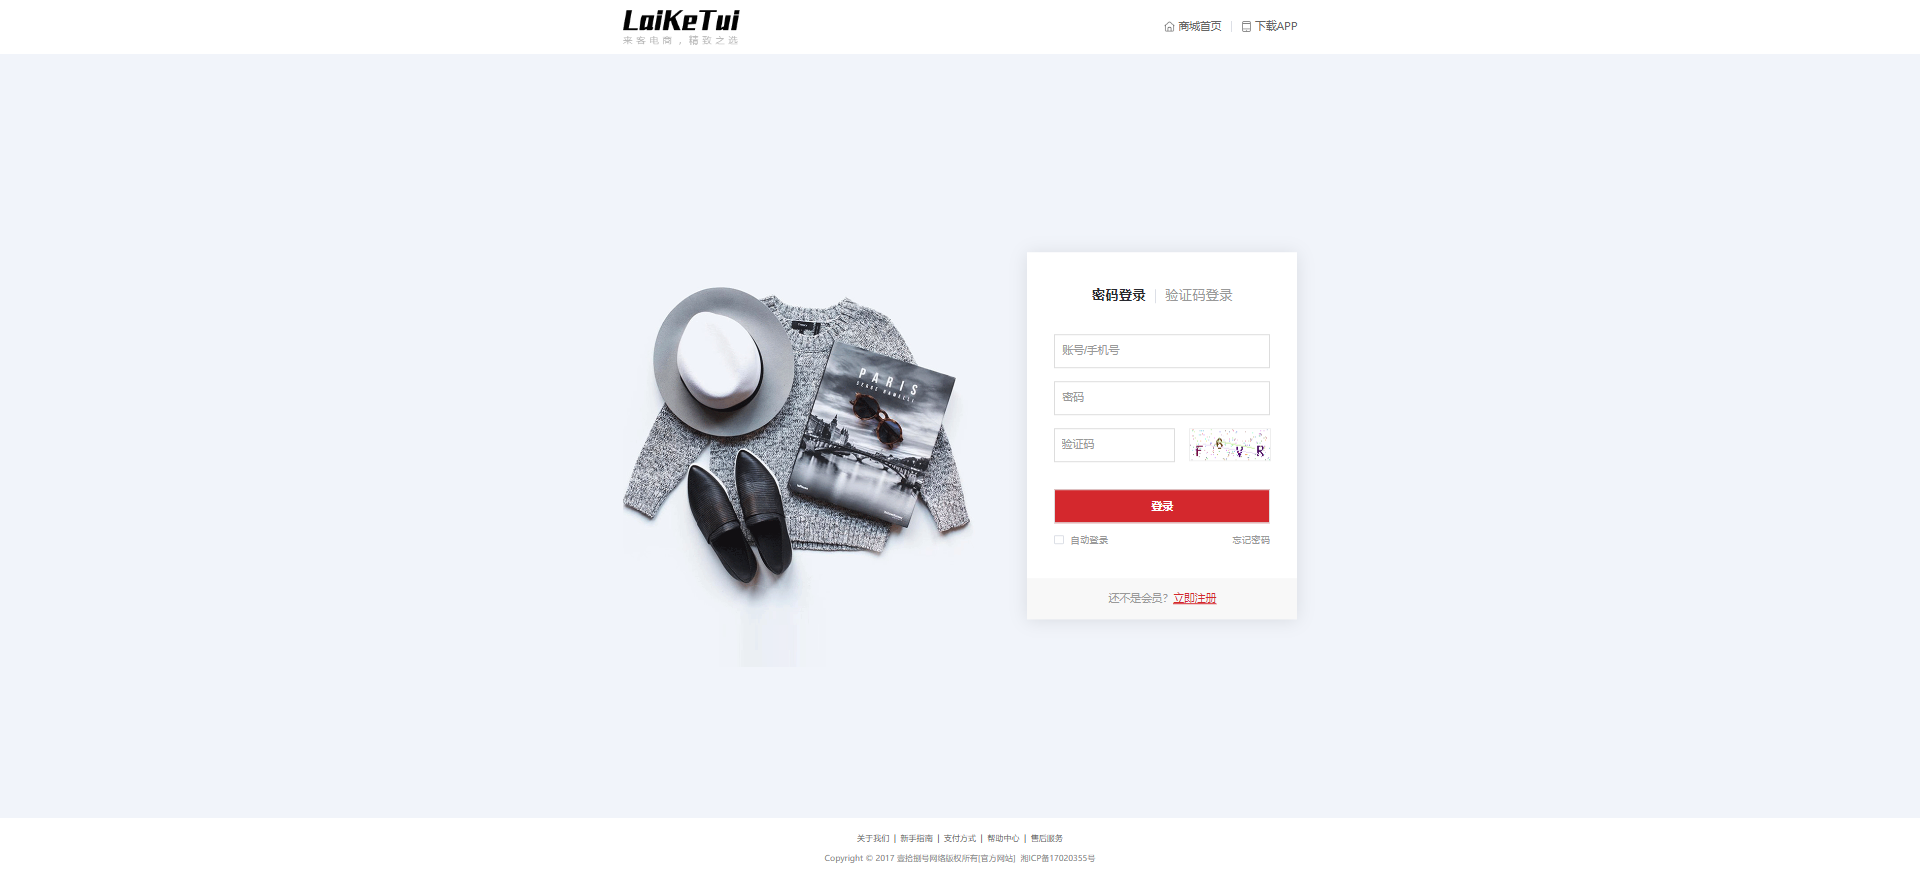 LaiKeTui
来客电商，精致之选
商城首页 下载APP
密码登录 验证码登录
账号/手机号
PARIS
SERGE RAMELLI
密码
验证码 F6VR
登录
自动登录 忘记密码
还不是会员？立即注册
关于我们 | 新手指南 | 支付方式 | 帮助中心 | 售后服务
Copyright © 2017 壹拾捌号网络版权所有[官方网站] 湘ICP备17020355号